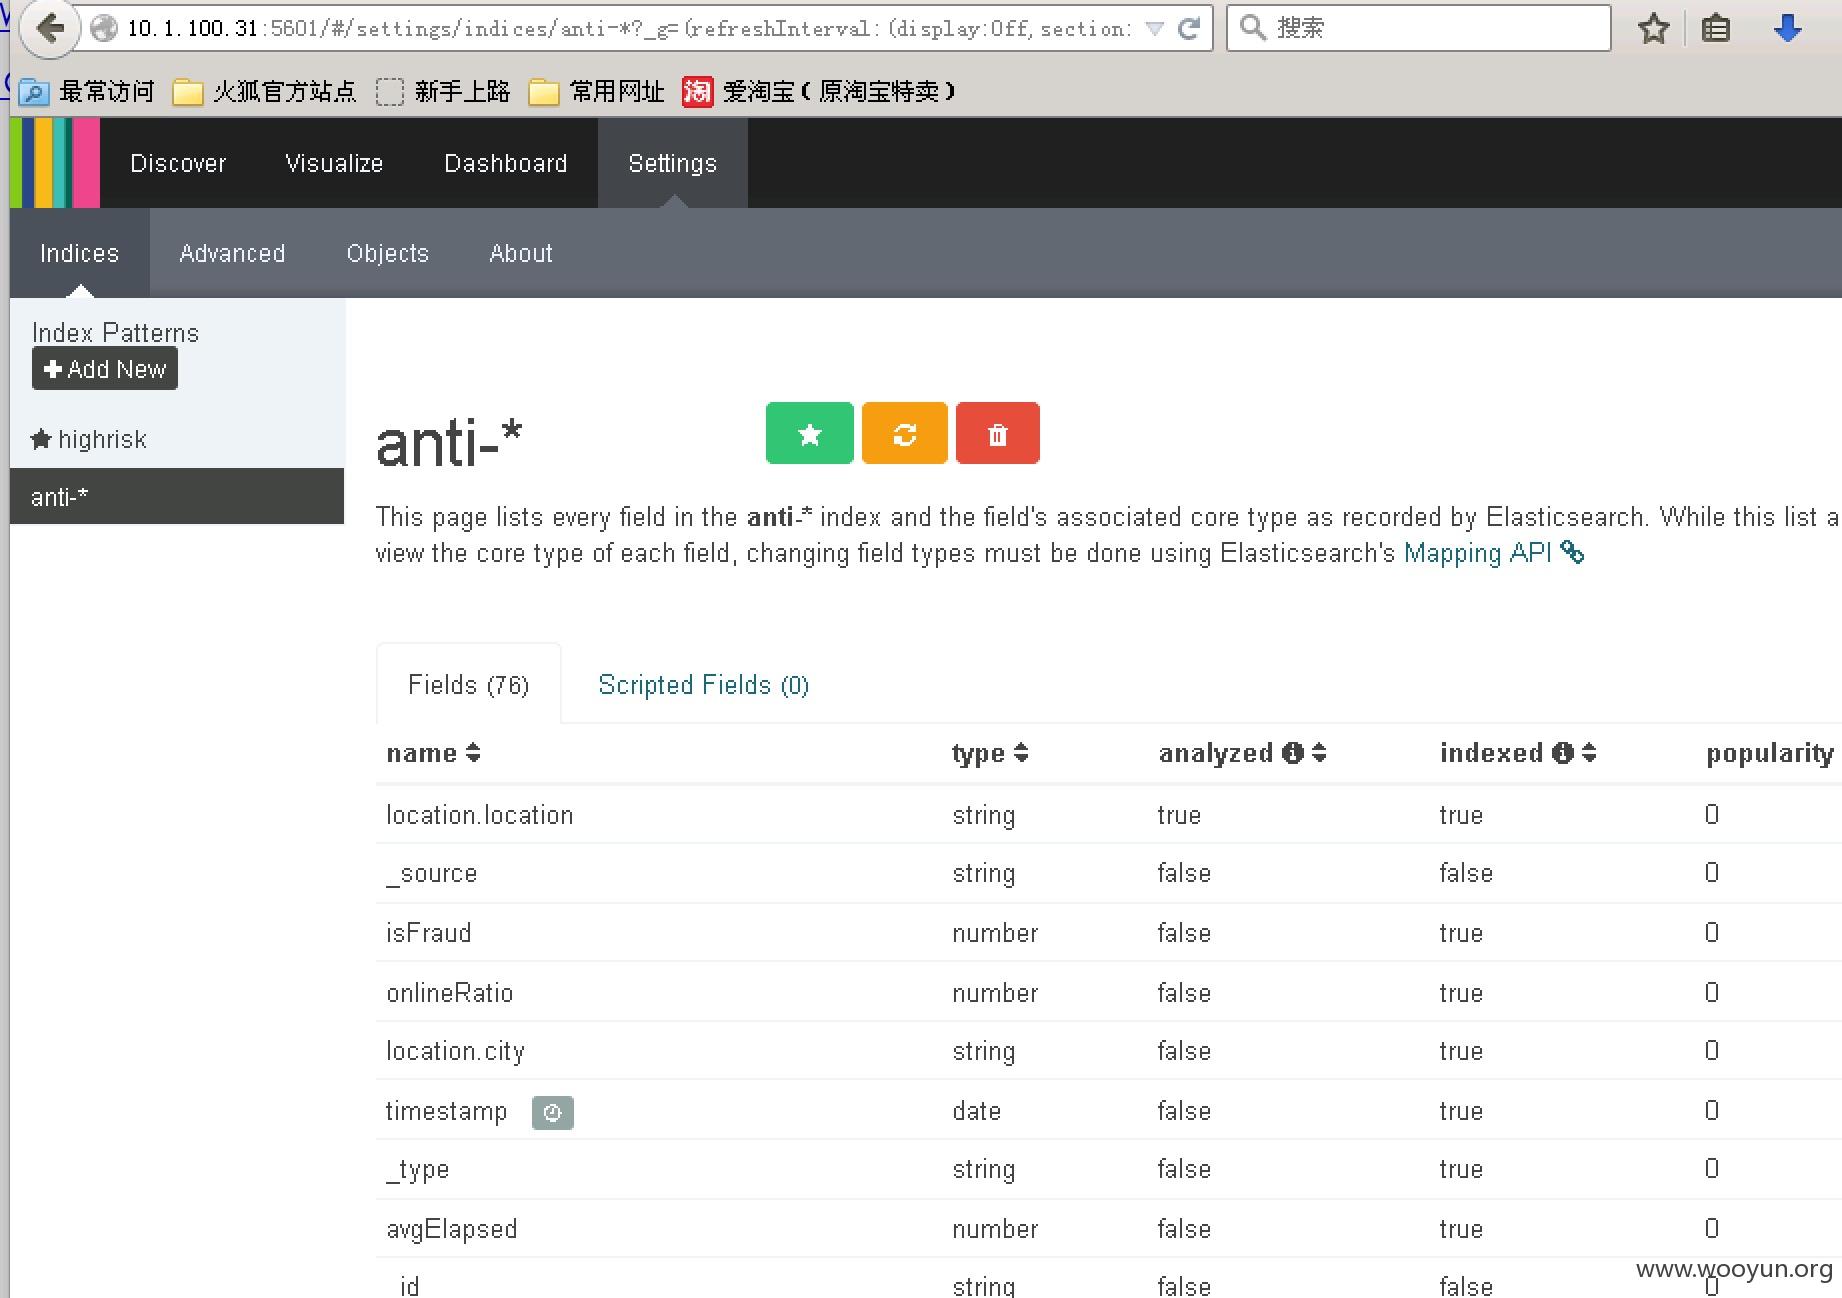 10.1.100.31:5601/#/settings/indices/anti-*?_g=(refreshInterval:(display:Off,section:
搜索
最常访问 火狐官方站点 新手上路 常用网址 淘 爱淘宝（原淘宝特卖）
Discover Visualize Dashboard Settings
Indices Advanced Objects About
Index Patterns
Add New
highrisk
anti-*
anti-*
This page lists every field in the anti-* index and the field's associated core type as recorded by Elasticsearch. While this list a
view the core type of each field, changing field types must be done using Elasticsearch's Mapping API
Fields (76) Scripted Fields (0)
name type analyzed indexed popularity
location.location string true true 0
_source string false false 0
isFraud number false true 0
onlineRatio number false true 0
location.city string false true 0
timestamp date false true 0
_type string false true 0
avgElapsed number false true 0
_id string false false 0
www.wooyun.org